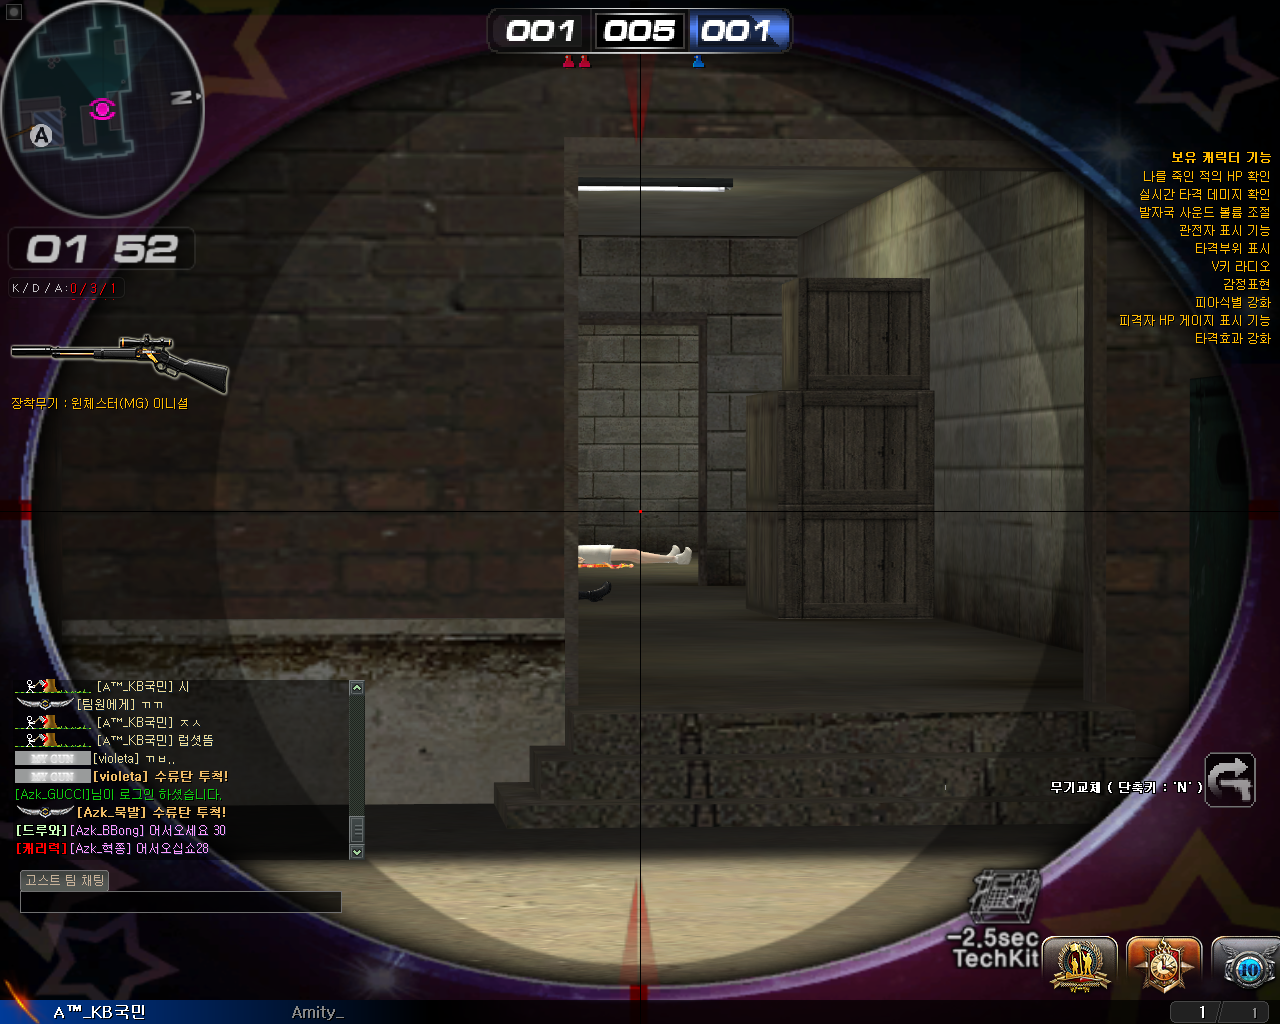 001 005 001
N
A
01 52
K / D / A : 0 / 3 / 1
장착무기 : 윈체스터(MG) 이니셜
보유 캐릭터 기능
나를 죽인 적의 HP 확인
실시간 타격 데미지 확인
발자국 사운드 볼륨 조절
관전자 표시 기능
타격부위 표시
V키 라디오
감정표현
피아식별 강화
피격자 HP 게이지 표시 기능
타격효과 강화
[A™_KB국민] 시
[팀원에게] ㄲㄲ
[A™_KB국민] ㅈㅅ
[A™_KB국민] 럽셧뜸
MY GUN [violeta] ㄲㅂ..
MY GUN [violeta] 수류탄 투척!
[Azk_GUCCI]님이 로그인 하셨습니다.
[Azk_묵발] 수류탄 투척!
[드루와] [Azk_BBong] 어서오세요 30
[캐리력] [Azk_혁종] 어서오십쇼28
고스트 팀 채팅
무기교체 ( 단축키 : 'N' )
-2.5sec
TechKit
10
A™_KB국민 Amity_
1 / 1